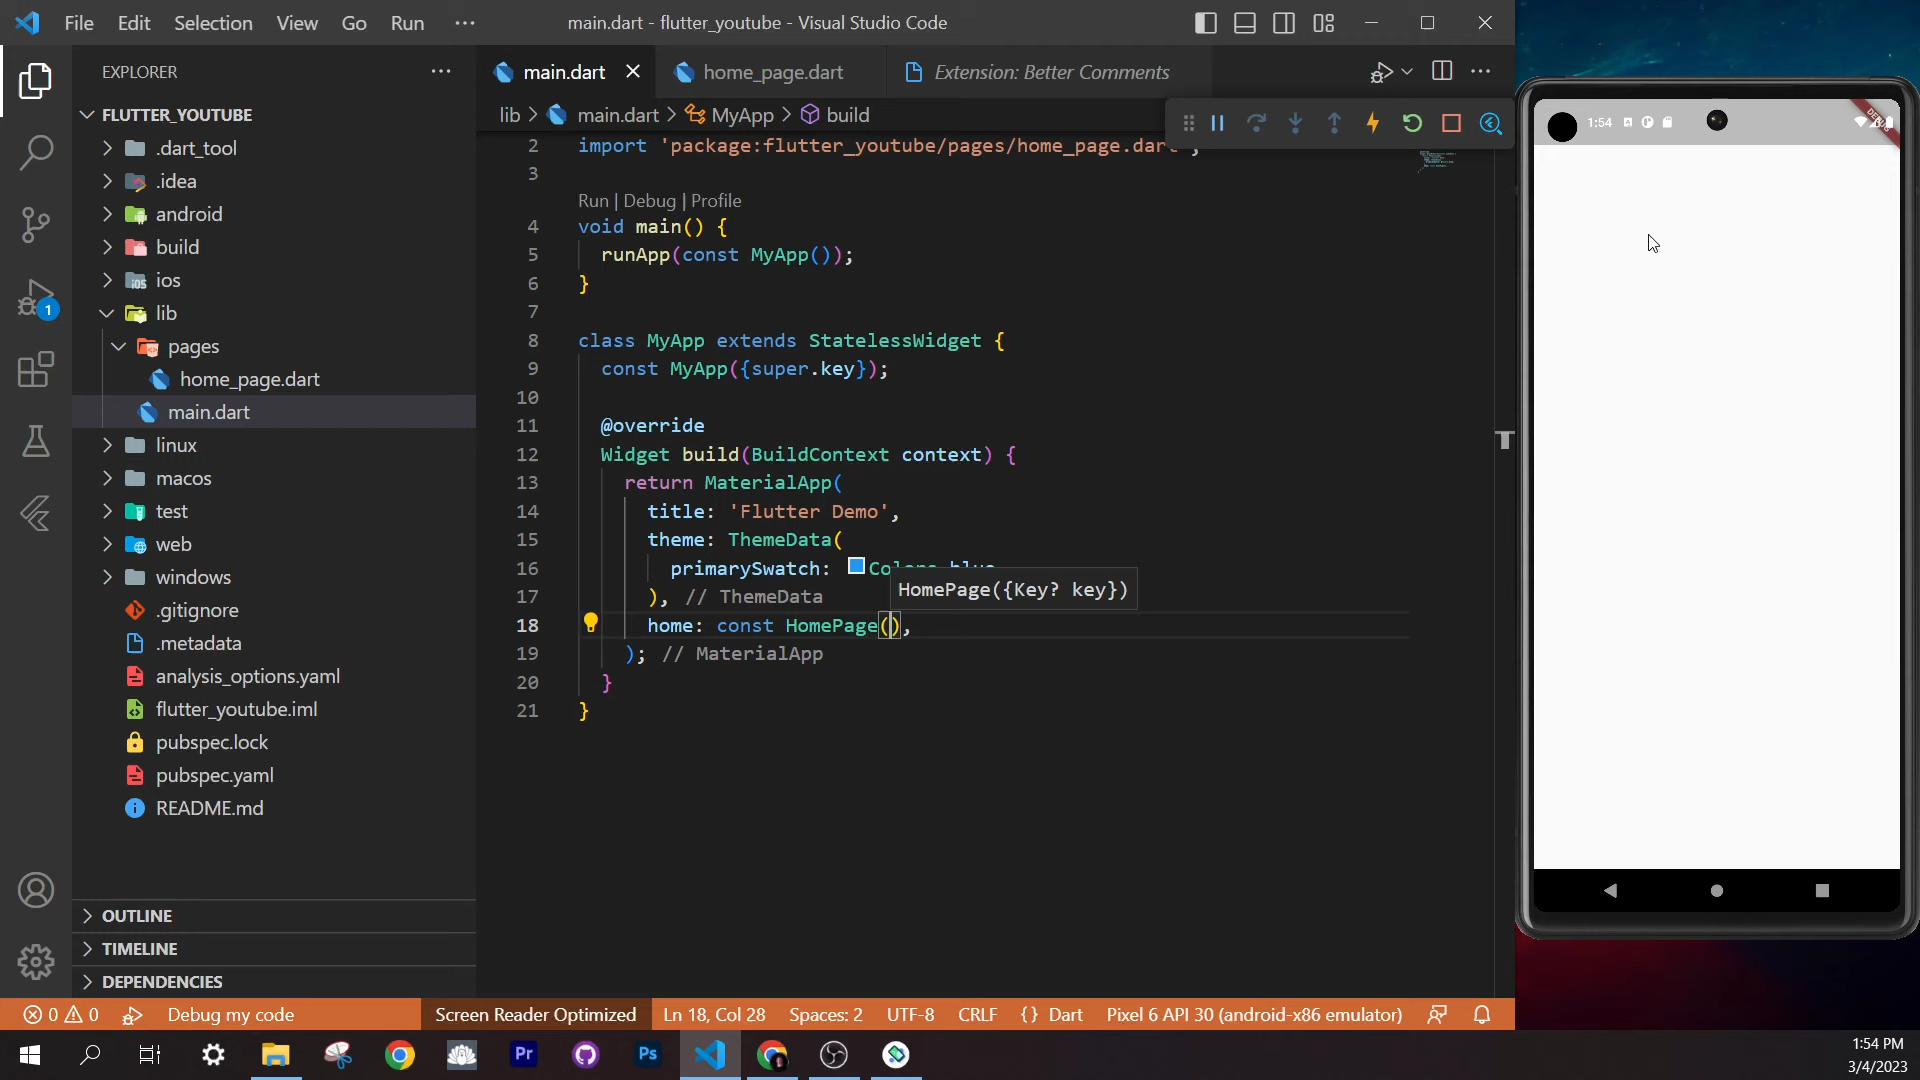 File Edit Selection View Go Run ···
main.dart - flutter_youtube - Visual Studio Code
EXPLORER
FLUTTER_YOUTUBE
.dart_tool
.idea
android
build
ios
lib
pages
home_page.dart
main.dart
linux
macos
test
web
windows
.gitignore
.metadata
analysis_options.yaml
flutter_youtube.iml
pubspec.lock
pubspec.yaml
README.md
OUTLINE
TIMELINE
DEPENDENCIES
main.dart home_page.dart Extension: Better Comments
lib > main.dart > MyApp > build
2 import 'package:flutter_youtube/pages/home_page.dart';
3
Run | Debug | Profile
4 void main() {
5 runApp(const MyApp());
6 }
7
8 class MyApp extends StatelessWidget {
9 const MyApp({super.key});
10
11 @override
12 Widget build(BuildContext context) {
13 return MaterialApp(
14 title: 'Flutter Demo',
15 theme: ThemeData(
16 primarySwatch: Colors.blue
HomePage({Key? key})
17 ), // ThemeData
18 home: const HomePage(),
19 ); // MaterialApp
20 }
21 }
1
1:54
DEBUG
0 0 Debug my code Screen Reader Optimized Ln 18, Col 28 Spaces: 2 UTF-8 CRLF {} Dart Pixel 6 API 30 (android-x86 emulator)
Pr Ps
1:54 PM
3/4/2023